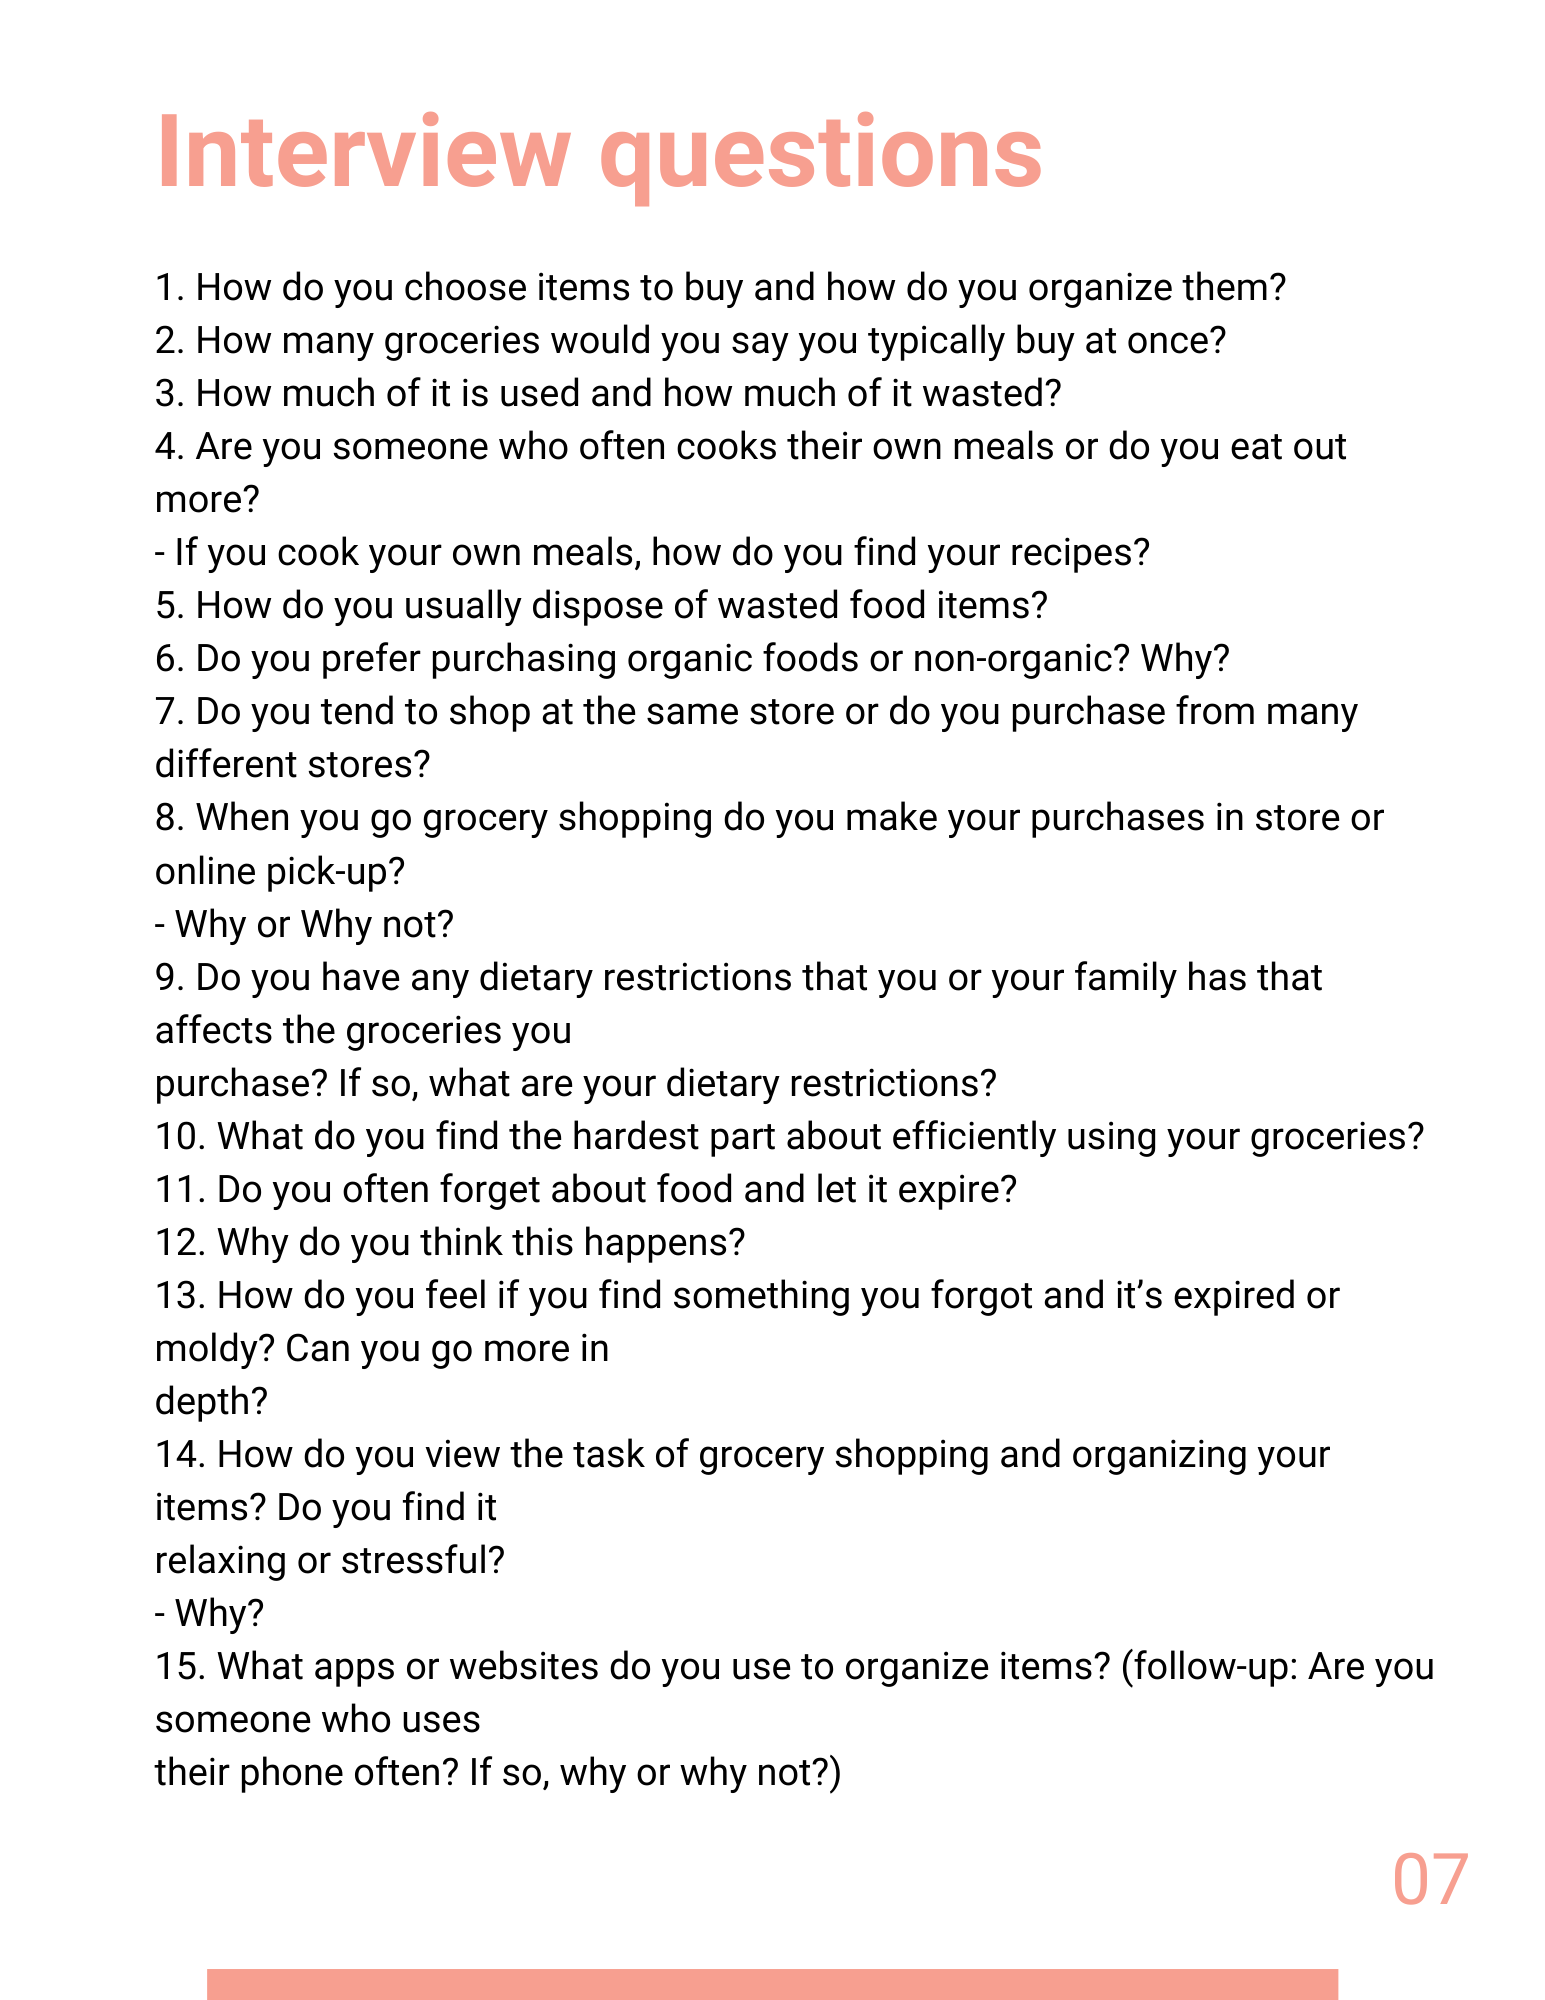 Interview questions
1. How do you choose items to buy and how do you organize them?
2. How many groceries would you say you typically buy at once?
3. How much of it is used and how much of it wasted?
4. Are you someone who often cooks their own meals or do you eat out
more?
- If you cook your own meals, how do you find your recipes?
5. How do you usually dispose of wasted food items?
6. Do you prefer purchasing organic foods or non-organic? Why?
7. Do you tend to shop at the same store or do you purchase from many
different stores?
8. When you go grocery shopping do you make your purchases in store or
online pick-up?
- Why or Why not?
9. Do you have any dietary restrictions that you or your family has that
affects the groceries you
purchase? If so, what are your dietary restrictions?
10. What do you find the hardest part about efficiently using your groceries?
11. Do you often forget about food and let it expire?
12. Why do you think this happens?
13. How do you feel if you find something you forgot and it’s expired or
moldy? Can you go more in
depth?
14. How do you view the task of grocery shopping and organizing your
items? Do you find it
relaxing or stressful?
- Why?
15. What apps or websites do you use to organize items? (follow-up: Are you
someone who uses
their phone often? If so, why or why not?)
07